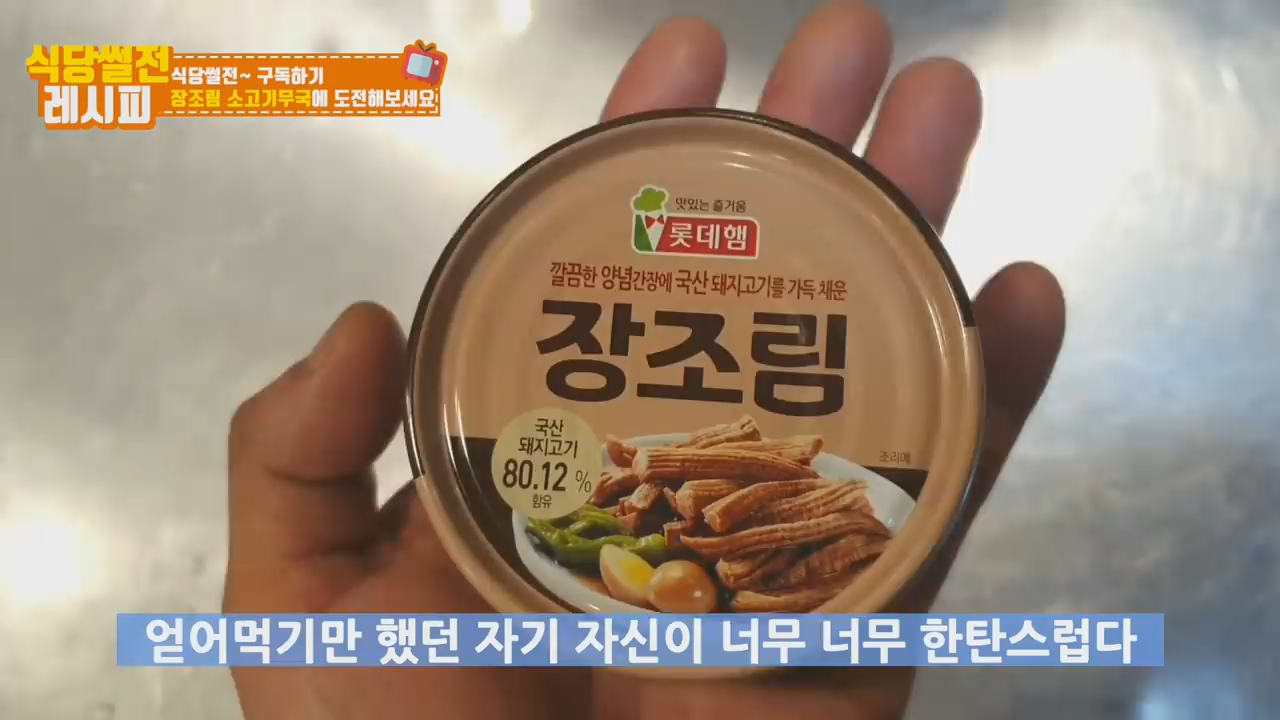 식당썰전
레시피
식당썰전~ 구독하기
장조림 소고기무국에 도전해보세요
맛있는 즐거움
롯데햄
깔끔한 양념간장에 국산 돼지고기를 가득 채운
장조림
국산
돼지고기
80.12 %
함유
조리예
얻어먹기만 했던 자기 자신이 너무 너무 한탄스럽다